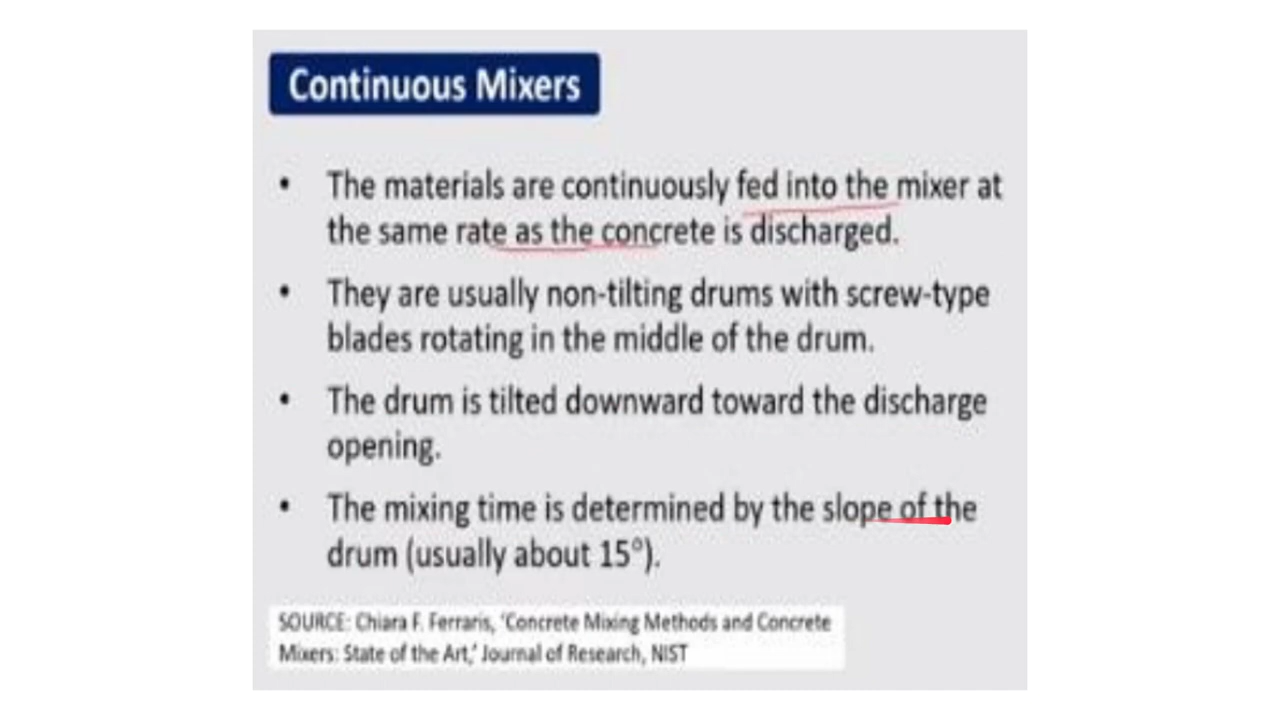 Continuous Mixers
• The materials are continuously fed into the mixer at
the same rate as the concrete is discharged.
• They are usually non-tilting drums with screw-type
blades rotating in the middle of the drum.
• The drum is tilted downward toward the discharge
opening.
• The mixing time is determined by the slope of the
drum (usually about 15°).
SOURCE: Chiara F. Ferraris, 'Concrete Mixing Methods and Concrete
Mixers: State of the Art,' Journal of Research, NIST